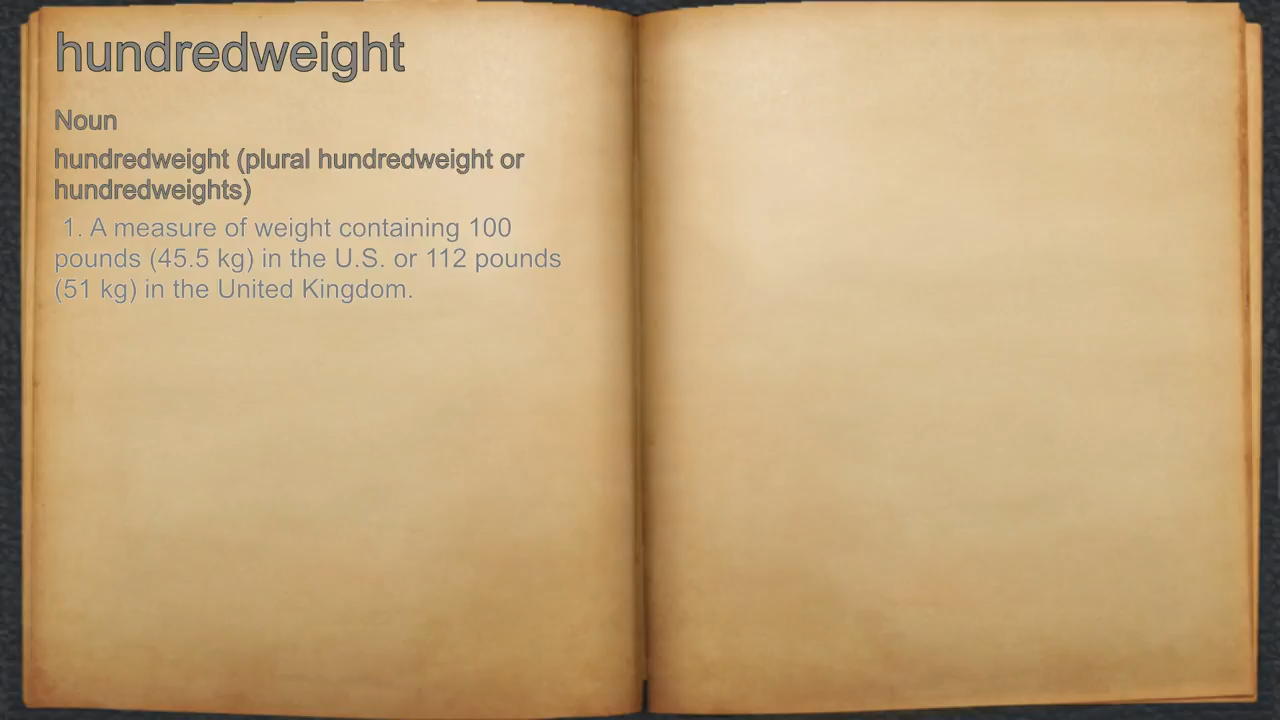 hundredweight
Noun
hundredweight (plural hundredweight or
hundredweights)
1. A measure of weight containing 100
pounds (45.5 kg) in the U.S. or 112 pounds
(51 kg) in the United Kingdom.